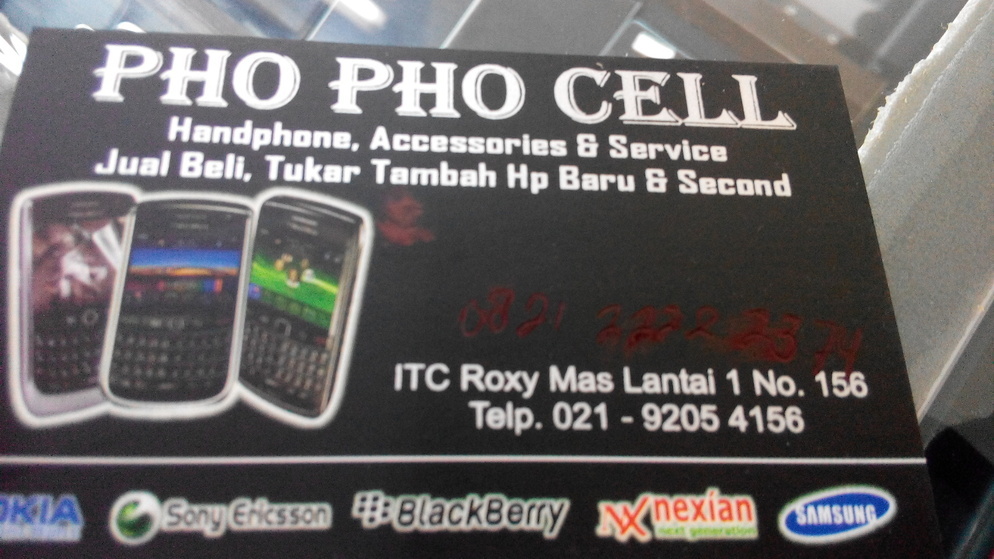 PHO PHO CELL
Handphone, Accessories & Service
Jual Beli, Tukar Tambah Hp Baru & Second
0821
ITC Roxy Mas Lantai 1 No. 156
Telp. 021 - 9205 4156
OKIA Sony Ericsson BlackBerry nexian SAMSUNG
next generation